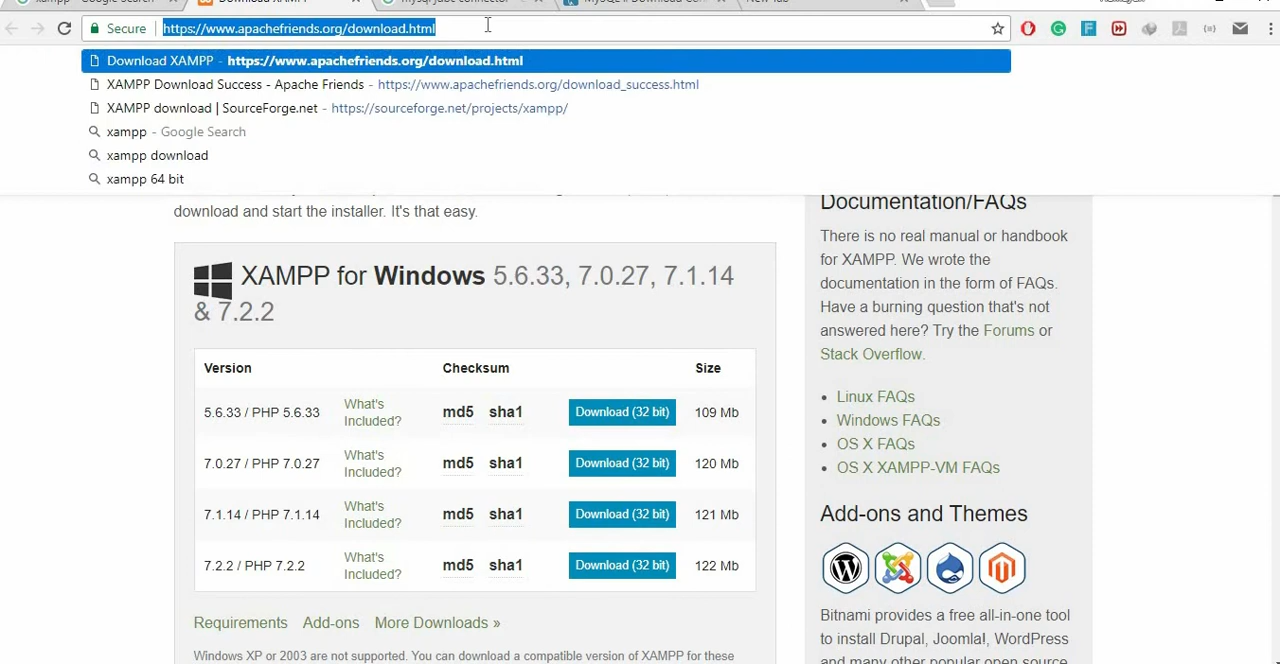 Secure
https://www.apachefriends.org/download.html
Download XAMPP - https://www.apachefriends.org/download.html
XAMPP Download Success - Apache Friends - https://www.apachefriends.org/download_success.html
XAMPP download | SourceForge.net - https://sourceforge.net/projects/xampp/
xampp - Google Search
xampp download
xampp 64 bit
download and start the installer. It's that easy.
XAMPP for Windows 5.6.33, 7.0.27, 7.1.14
& 7.2.2
Version Checksum Size
5.6.33 / PHP 5.6.33 What's Included? md5 sha1 Download (32 bit) 109 Mb
7.0.27 / PHP 7.0.27 What's Included? md5 sha1 Download (32 bit) 120 Mb
7.1.14 / PHP 7.1.14 What's Included? md5 sha1 Download (32 bit) 121 Mb
7.2.2 / PHP 7.2.2 What's Included? md5 sha1 Download (32 bit) 122 Mb
Requirements Add-ons More Downloads »
Windows XP or 2003 are not supported. You can download a compatible version of XAMPP for these
Documentation/FAQs
There is no real manual or handbook
for XAMPP. We wrote the
documentation in the form of FAQs.
Have a burning question that's not
answered here? Try the Forums or
Stack Overflow.
Linux FAQs
Windows FAQs
OS X FAQs
OS X XAMPP-VM FAQs
Add-ons and Themes
Bitnami provides a free all-in-one tool
to install Drupal, Joomla!, WordPress
and many other popular open source